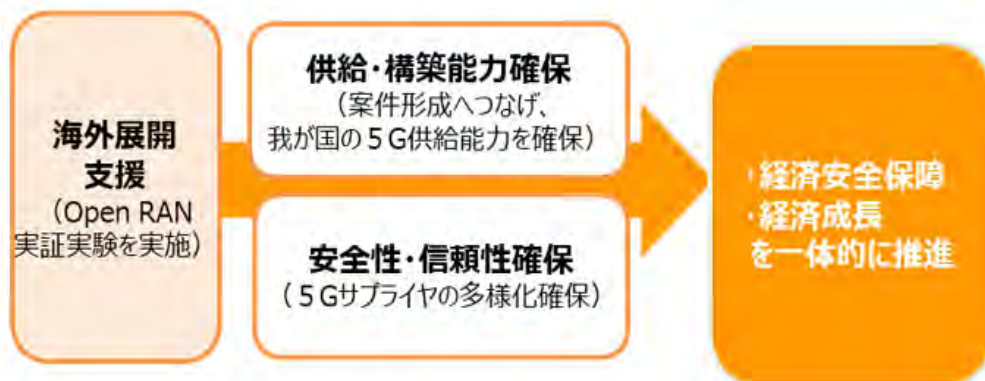 海外展開
支援
（Open RAN
実証実験を実施）
供給・構築能力確保
（案件形成へつなげ、
我が国の５G供給能力を確保）
安全性・信頼性確保
（５Gサプライヤの多様化確保）
・経済安全保障
・経済成長
を一体的に推進